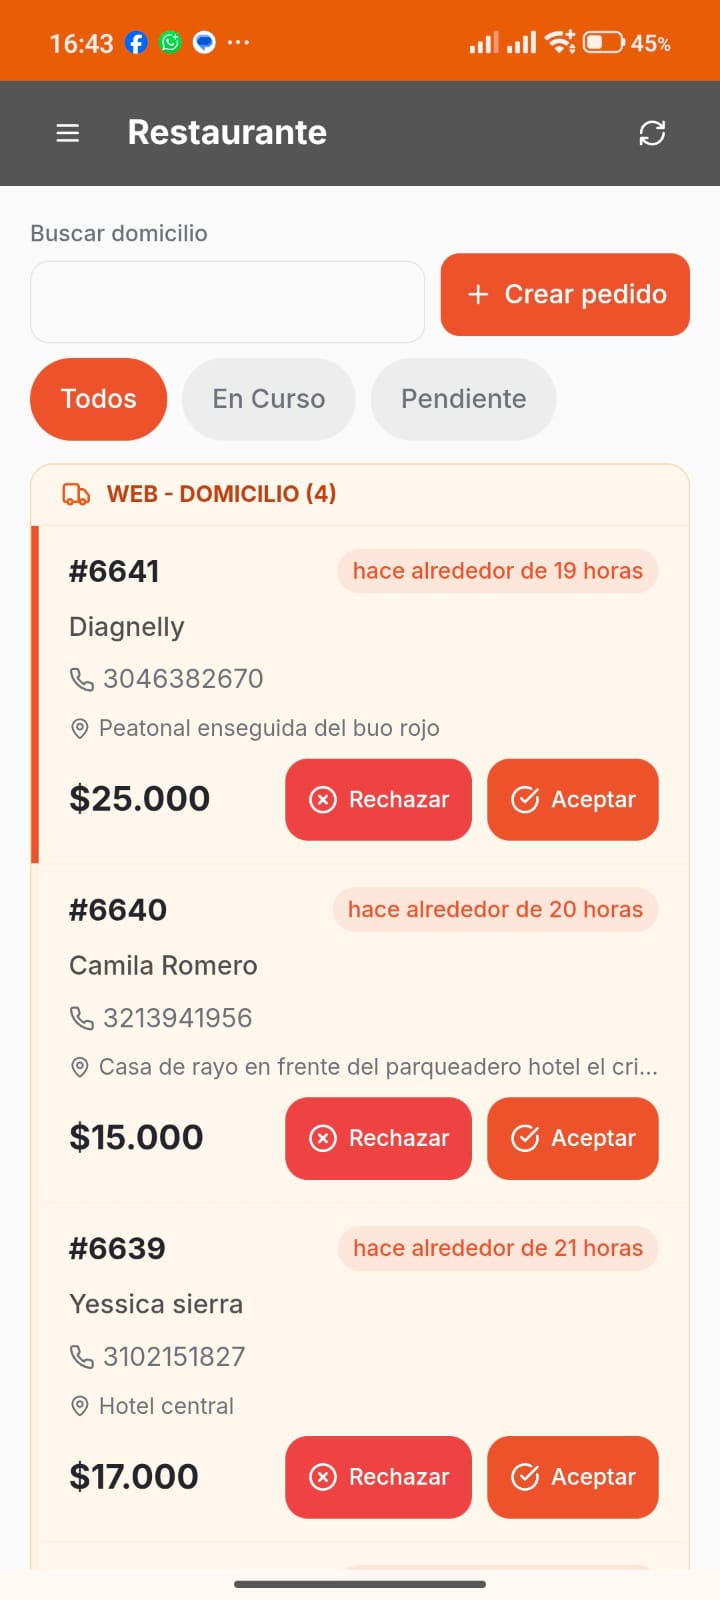 16:43 ... 45%
Restaurante
Buscar domicilio
+ Crear pedido
Todos En Curso Pendiente
WEB - DOMICILIO (4)
#6641 hace alrededor de 19 horas
Diagnelly
3046382670
Peatonal enseguida del buo rojo
$25.000 Rechazar Aceptar
#6640 hace alrededor de 20 horas
Camila Romero
3213941956
Casa de rayo en frente del parqueadero hotel el cri...
$15.000 Rechazar Aceptar
#6639 hace alrededor de 21 horas
Yessica sierra
3102151827
Hotel central
$17.000 Rechazar Aceptar